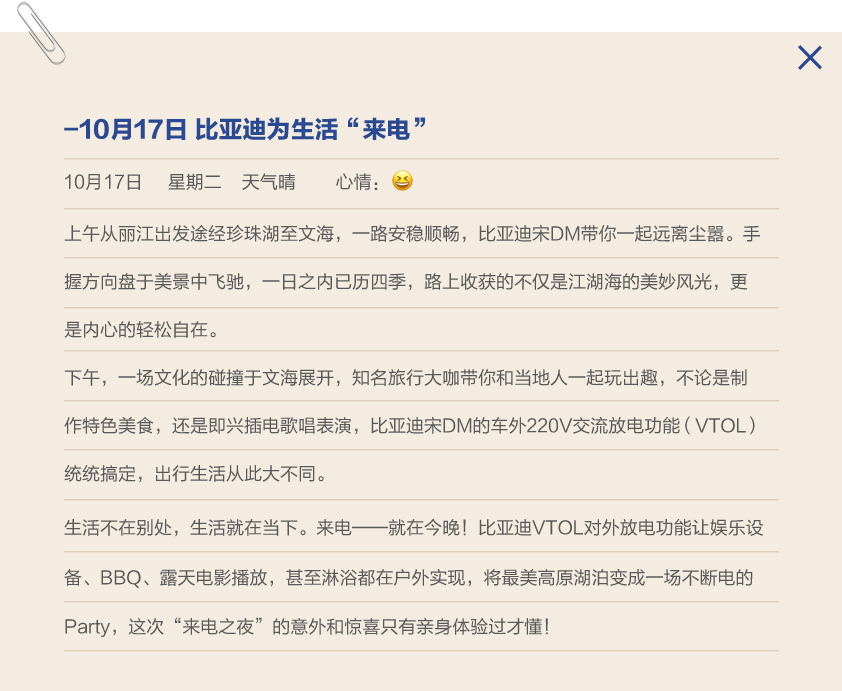 –10月17日 比亚迪为生活“来电”
10月17日 星期二 天气晴 心情：😆
上午从丽江出发途经珍珠湖至文海，一路安稳顺畅，比亚迪宋DM带你一起远离尘嚣。手
握方向盘于美景中飞驰，一日之内已历四季，路上收获的不仅是江湖海的美妙风光，更
是内心的轻松自在。
下午，一场文化的碰撞于文海展开，知名旅行大咖带你和当地人一起玩出趣，不论是制
作特色美食，还是即兴插电歌唱表演，比亚迪宋DM的车外220V交流放电功能（VTOL）
统统搞定，出行生活从此大不同。
生活不在别处，生活就在当下。来电——就在今晚！比亚迪VTOL对外放电功能让娱乐设
备、BBQ、露天电影播放，甚至淋浴都在户外实现，将最美高原湖泊变成一场不断电的
Party，这次“来电之夜”的意外和惊喜只有亲身体验过才懂！